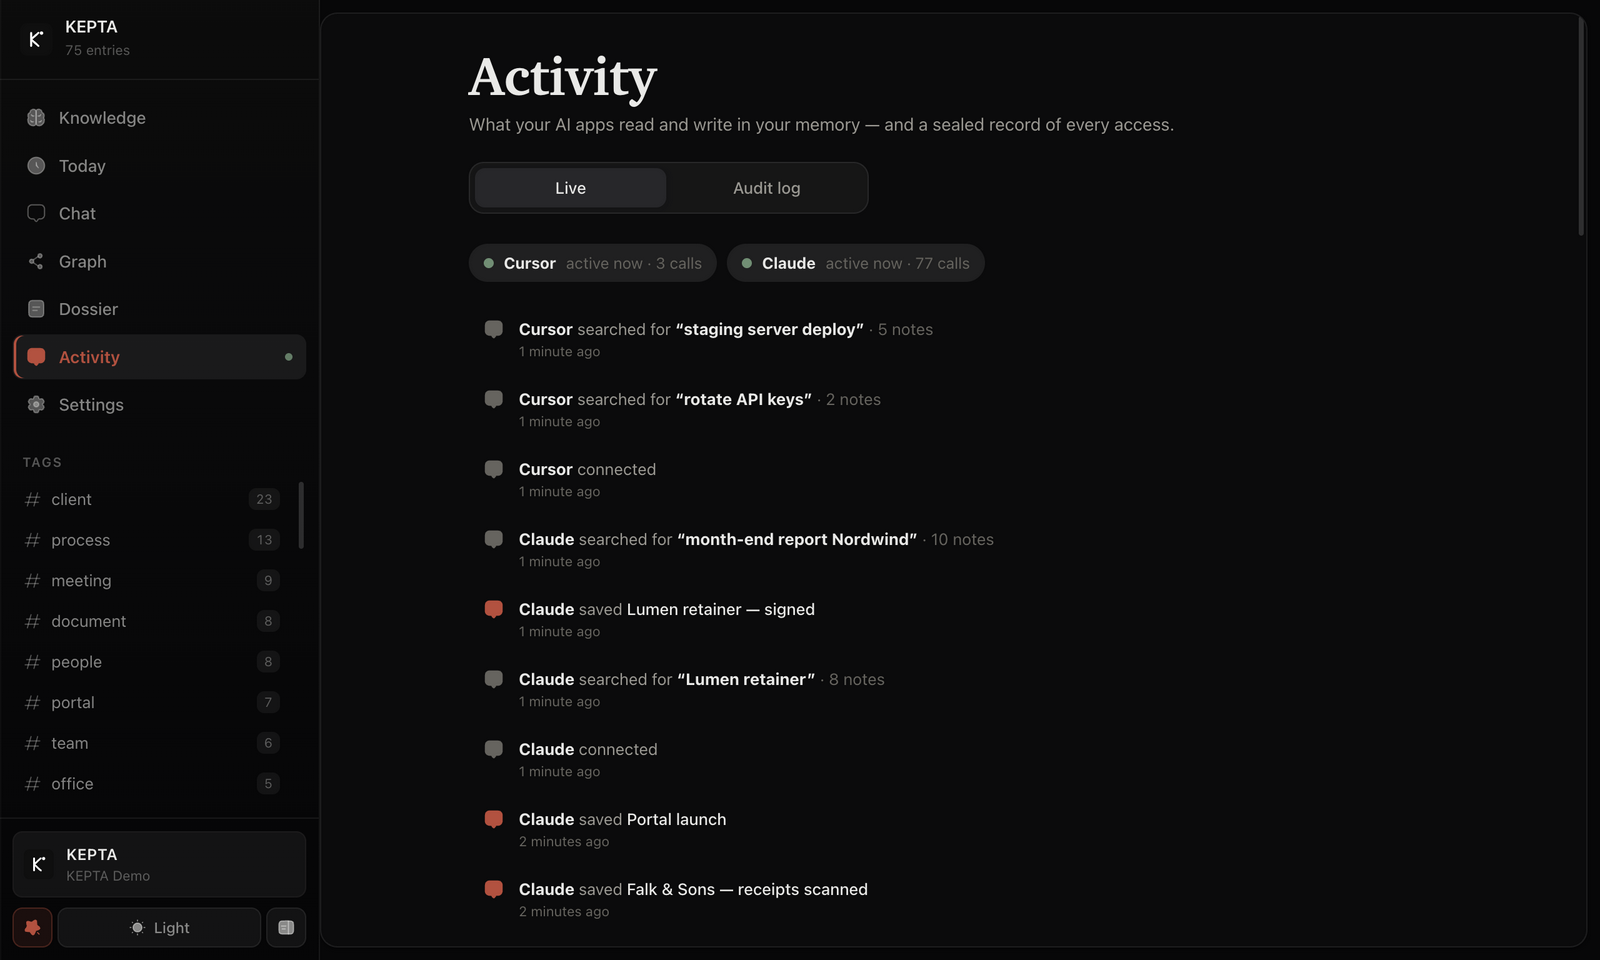 KEPTA
75 entries
Knowledge
Today
Chat
Graph
Dossier
Activity
Settings
TAGS
# client 23
# process 13
# meeting 9
# document 8
# people 8
# portal 7
# team 6
# office 5
KEPTA
KEPTA Demo
Light
Activity
What your AI apps read and write in your memory — and a sealed record of every access.
Live Audit log
Cursor active now · 3 calls Claude active now · 77 calls
Cursor searched for “staging server deploy” · 5 notes
1 minute ago
Cursor searched for “rotate API keys” · 2 notes
1 minute ago
Cursor connected
1 minute ago
Claude searched for “month-end report Nordwind” · 10 notes
1 minute ago
Claude saved Lumen retainer — signed
1 minute ago
Claude searched for “Lumen retainer” · 8 notes
1 minute ago
Claude connected
1 minute ago
Claude saved Portal launch
2 minutes ago
Claude saved Falk & Sons — receipts scanned
2 minutes ago